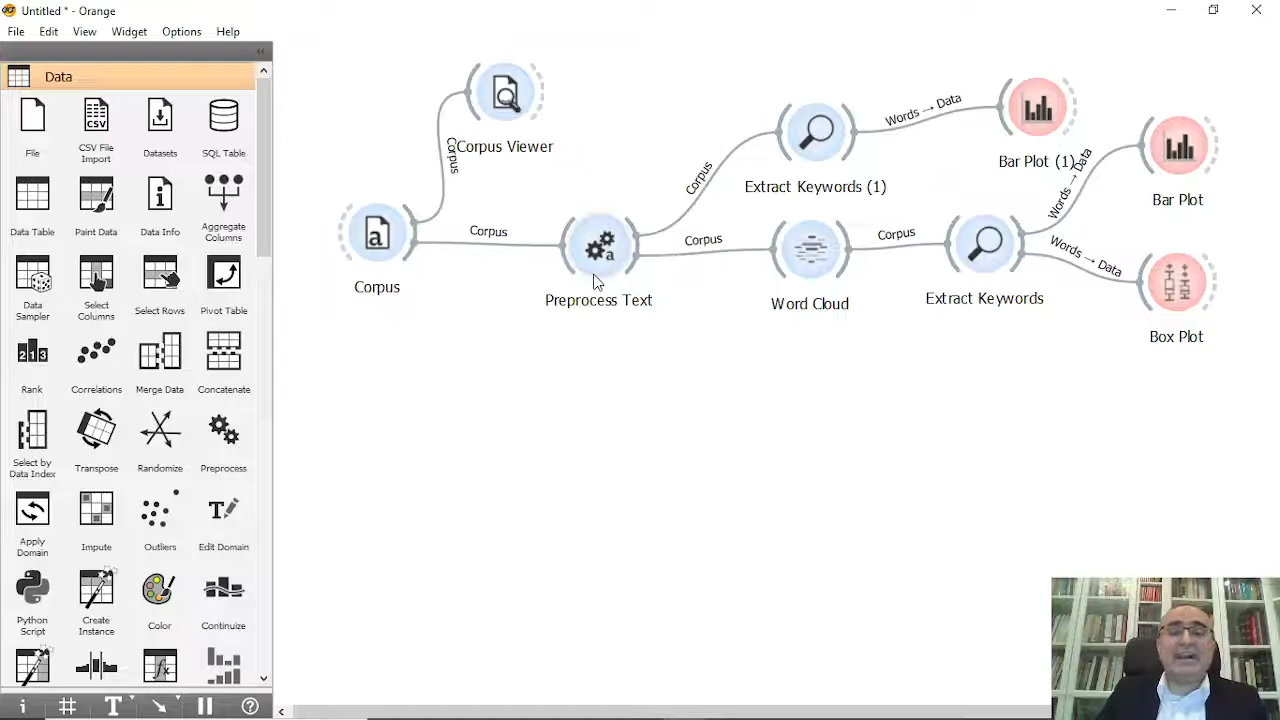 Untitled * - Orange
File Edit View Widget Options Help
Data
File
CSV File Import
Datasets
SQL Table
Data Table
Paint Data
Data Info
Aggregate Columns
Data Sampler
Select Columns
Select Rows
Pivot Table
Rank
Correlations
Merge Data
Concatenate
Select by Data Index
Transpose
Randomize
Preprocess
Apply Domain
Impute
Outliers
Edit Domain
Python Script
Create Instance
Color
Continuize
Corpus Viewer
Corpus
Corpus
Corpus
Preprocess Text
Corpus
Extract Keywords (1)
Words → Data
Bar Plot (1)
Corpus
Word Cloud
Corpus
Extract Keywords
Words → Data
Bar Plot
Words → Data
Box Plot